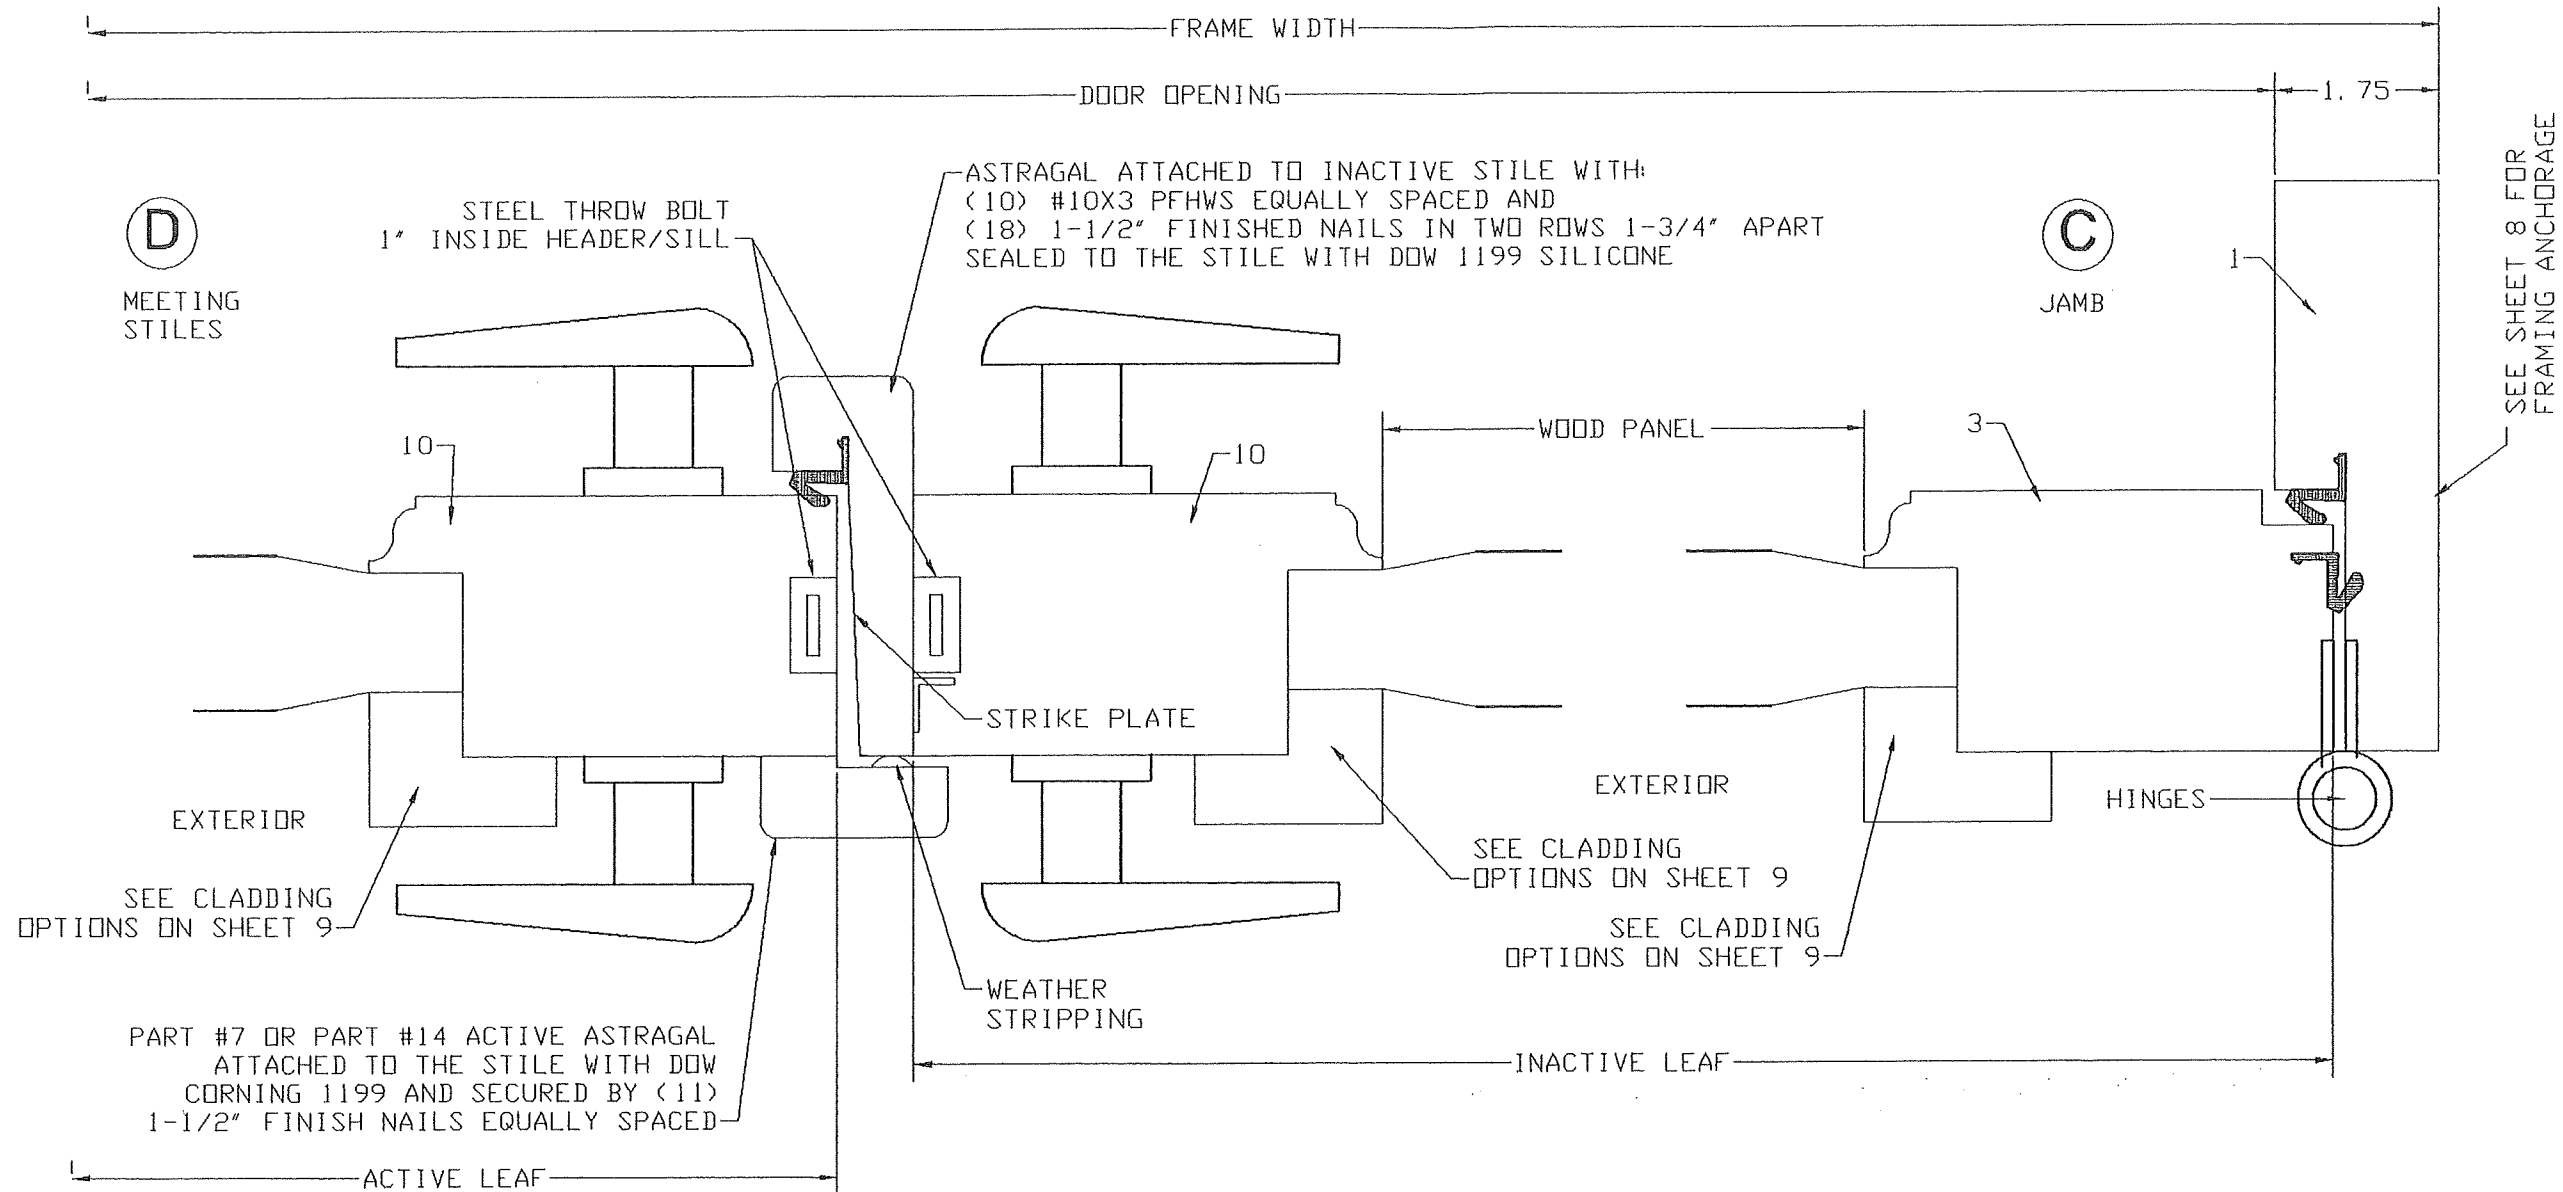 FRAME WIDTH
DOOR OPENING
1.75
ASTRAGAL ATTACHED TO INACTIVE STILE WITH:
(10) #10X3 PFHWS EQUALLY SPACED AND
(18) 1-1/2" FINISHED NAILS IN TWO ROWS 1-3/4" APART
SEALED TO THE STILE WITH DOW 1199 SILICONE
SEE SHEET 8 FOR
FRAMING ANCHORAGE
D
MEETING
STILES
STEEL THROW BOLT
1" INSIDE HEADER/SILL
C
JAMB
1
10
10
WOOD PANEL
3
STRIKE PLATE
EXTERIOR
EXTERIOR
HINGES
SEE CLADDING
OPTIONS ON SHEET 9
SEE CLADDING
OPTIONS ON SHEET 9
SEE CLADDING
OPTIONS ON SHEET 9
WEATHER
STRIPPING
PART #7 OR PART #14 ACTIVE ASTRAGAL
ATTACHED TO THE STILE WITH DOW
CORNING 1199 AND SECURED BY (11)
1-1/2" FINISH NAILS EQUALLY SPACED
INACTIVE LEAF
ACTIVE LEAF